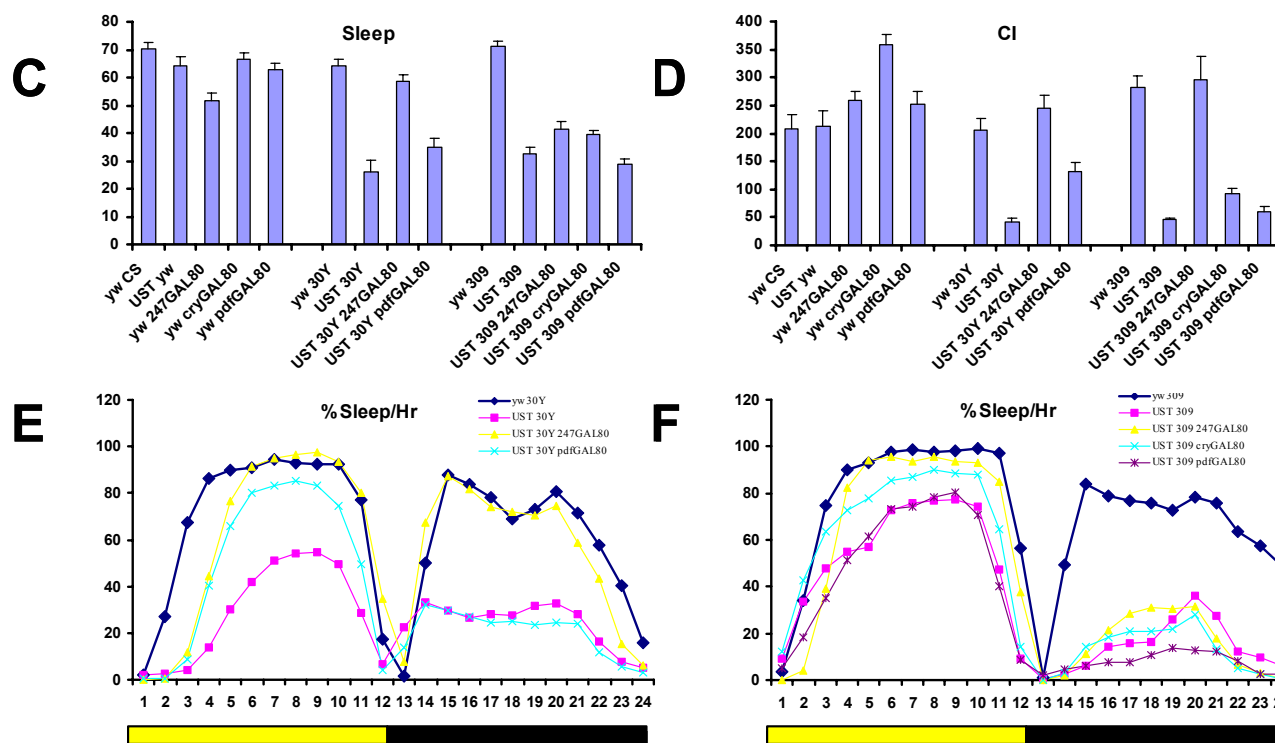 C
Sleep
80
70
60
50
40
30
20
10
0
yw CS
UST yw
yw 247GAL80
yw cryGAL80
yw pdfGAL80
yw 30Y
UST 30Y
UST 30Y 247GAL80
UST 30Y pdfGAL80
yw 309
UST 309
UST 309 247GAL80
UST 309 cryGAL80
UST 309 pdfGAL80
D
CI
400
350
300
250
200
150
100
50
0
yw CS
UST yw
yw 247GAL80
yw cryGAL80
yw pdfGAL80
yw 30Y
UST 30Y
UST 30Y 247GAL80
UST 30Y pdfGAL80
yw 309
UST 309
UST 309 247GAL80
UST 309 cryGAL80
UST 309 pdfGAL80
E
%Sleep/Hr
yw 30Y
UST 30Y
UST 30Y 247GAL80
UST 30Y pdfGAL80
120
100
80
60
40
20
0
1 2 3 4 5 6 7 8 9 10 11 12 13 14 15 16 17 18 19 20 21 22 23 24
F
%Sleep/Hr
yw 309
UST 309
UST 309 247GAL80
UST 309 cryGAL80
UST 309 pdfGAL80
120
100
80
60
40
20
0
1 2 3 4 5 6 7 8 9 10 11 12 13 14 15 16 17 18 19 20 21 22 23